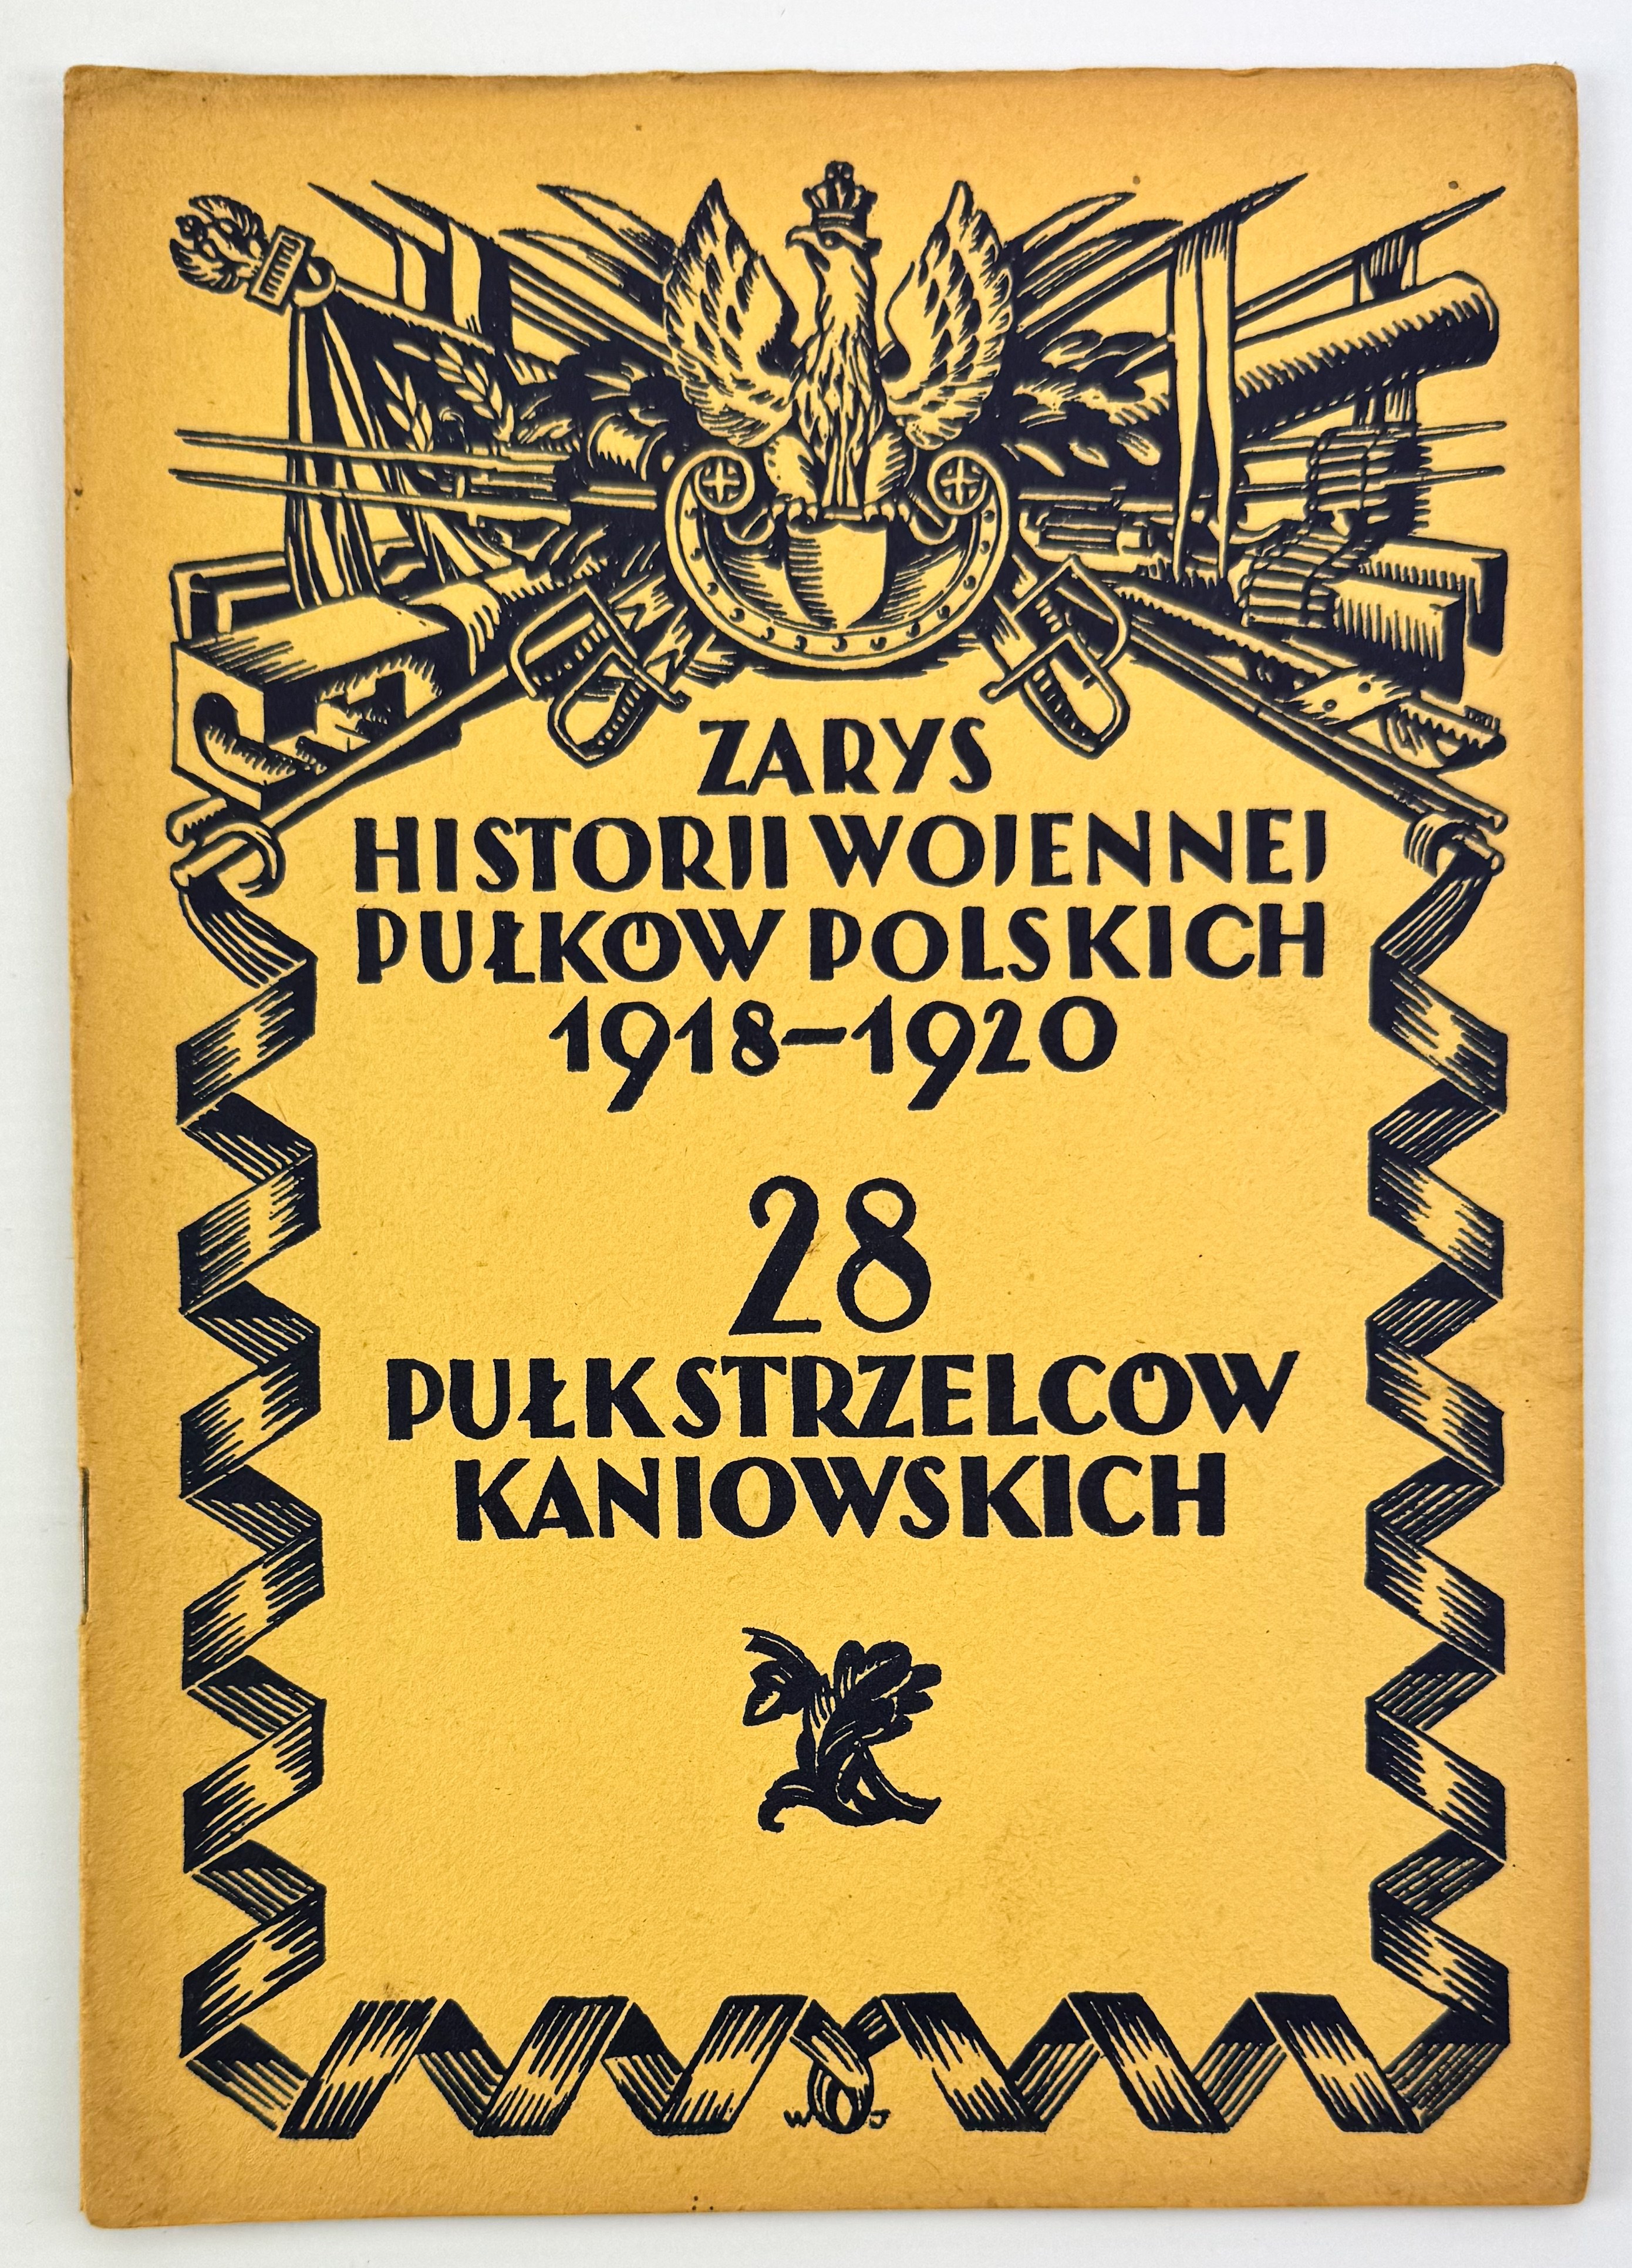 ZARYS
HISTORJI WOJENNEJ
PUŁKÓW POLSKICH
1918–1920
28
PUŁK STRZELCÓW
KANIOWSKICH
W O J